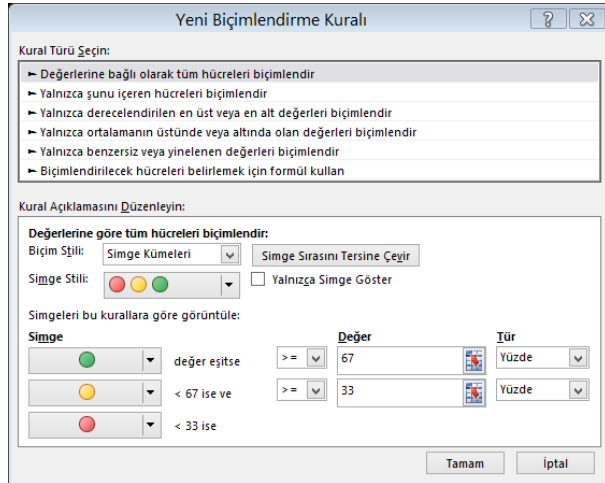 Yeni Biçimlendirme Kuralı
Kural Türü Seçin:
► Değerlerine bağlı olarak tüm hücreleri biçimlendir
► Yalnızca şunu içeren hücreleri biçimlendir
► Yalnızca derecelendirilen en üst veya en alt değerleri biçimlendir
► Yalnızca ortalamanın üstünde veya altında olan değerleri biçimlendir
► Yalnızca benzersiz veya yinelenen değerleri biçimlendir
► Biçimlendirilecek hücreleri belirlemek için formül kullan
Kural Açıklamasını Düzenleyin:
Değerlerine göre tüm hücreleri biçimlendir:
Biçim Stili: Simge Kümeleri Simge Sırasını Tersine Çevir
Simge Stili: Yalnızca Simge Göster
Simgeleri bu kurallara göre görüntüle:
Simge Değer Tür
değer eşitse >= 67 Yüzde
< 67 ise ve >= 33 Yüzde
< 33 ise
Tamam İptal